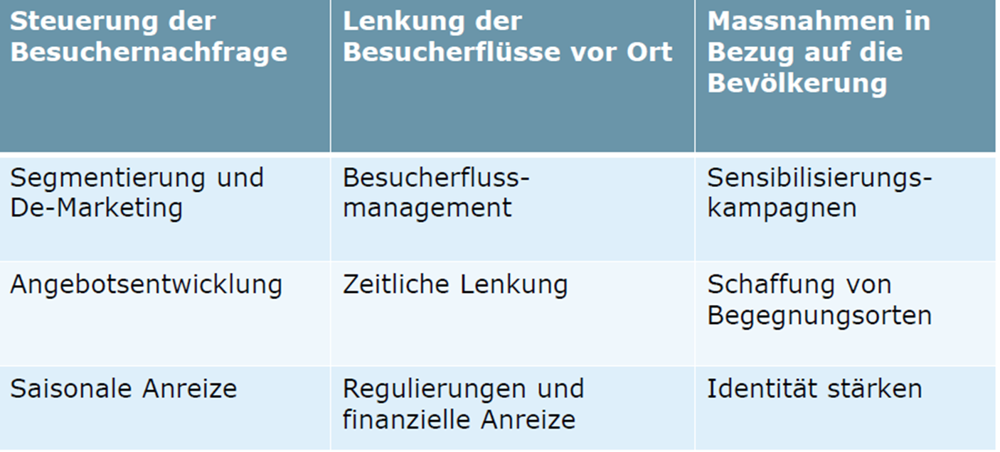 Steuerung der
Besuchernachfrage
Lenkung der
Besucherflüsse vor Ort
Massnahmen in
Bezug auf die
Bevölkerung
Segmentierung und
De-Marketing
Besucherfluss-
management
Sensibilisierungs-
kampagnen
Angebotsentwicklung
Zeitliche Lenkung
Schaffung von
Begegnungsorten
Saisonale Anreize
Regulierungen und
finanzielle Anreize
Identität stärken